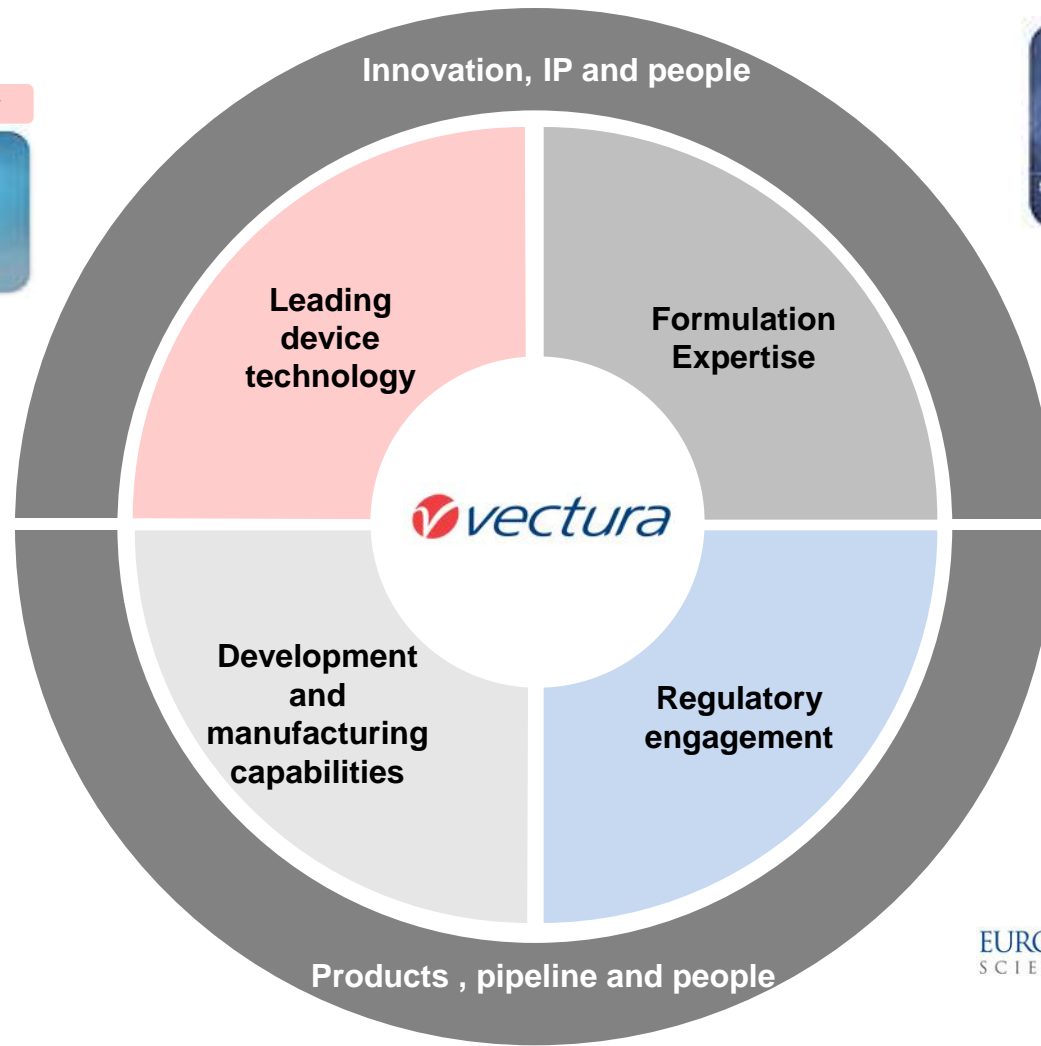 Innovation, IP and people
Leading
device
technology
Formulation
Expertise
vectura
Development
and
manufacturing
capabilities
Regulatory
engagement
Products , pipeline and people